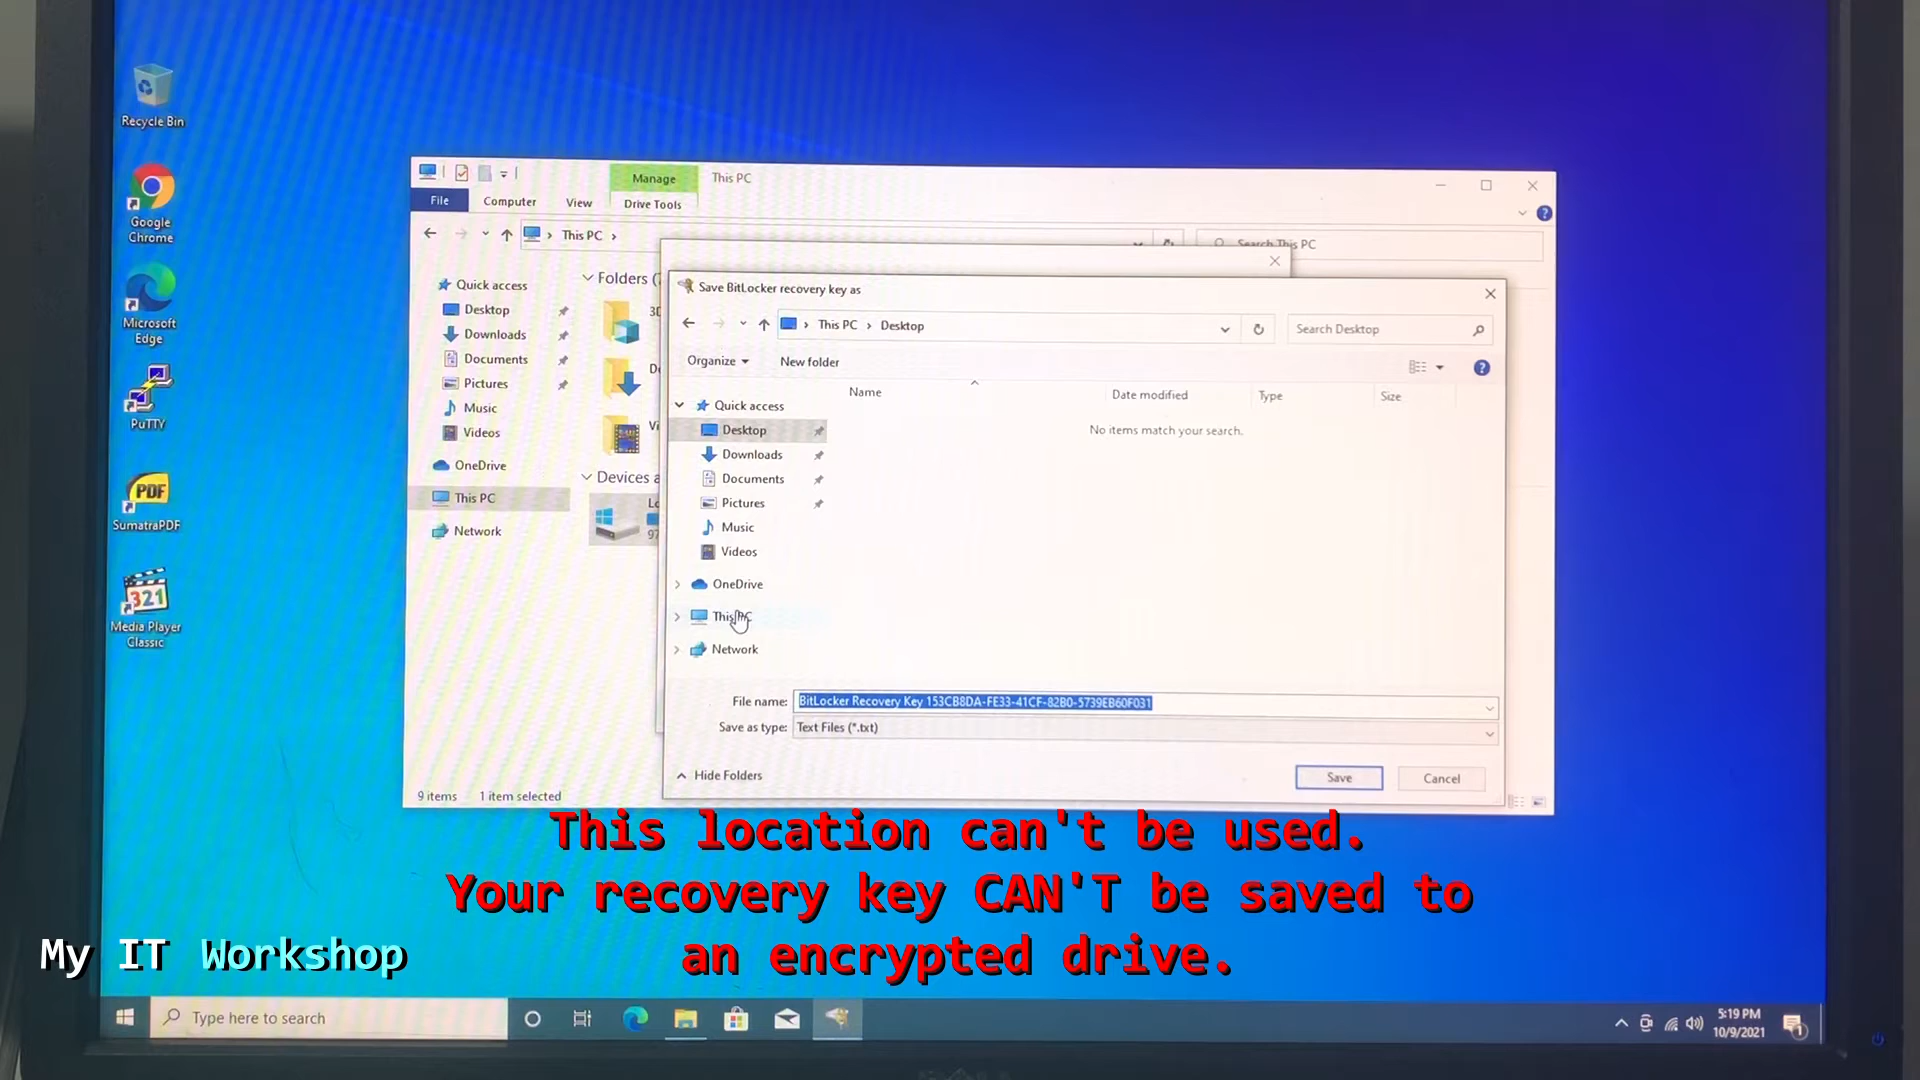 Recycle Bin
Google
Chrome
Microsoft
Edge
PuTTY
PDF
SumatraPDF
321
Media Player
Classic
Manage
This PC
File
Computer
View
Drive Tools
This PC
Search This PC
Quick access
Desktop
Downloads
Documents
Pictures
Music
Videos
OneDrive
This PC
Network
Folders (
3D
Devices a
97
9 items
1 item selected
Save BitLocker recovery key as
This PC
Desktop
Search Desktop
Organize
New folder
Name
Date modified
Type
Size
No items match your search.
Quick access
Desktop
Downloads
Documents
Pictures
Music
Videos
OneDrive
This PC
Network
File name:
BitLocker Recovery Key 153CB8DA-FE33-41CF-82B0-5739EB60F031
Save as type:
Text Files (*.txt)
Hide Folders
Save
Cancel
This location can't be used.
Your recovery key CAN'T be saved to
an encrypted drive.
My IT Workshop
Type here to search
5:19 PM
10/9/2021
1